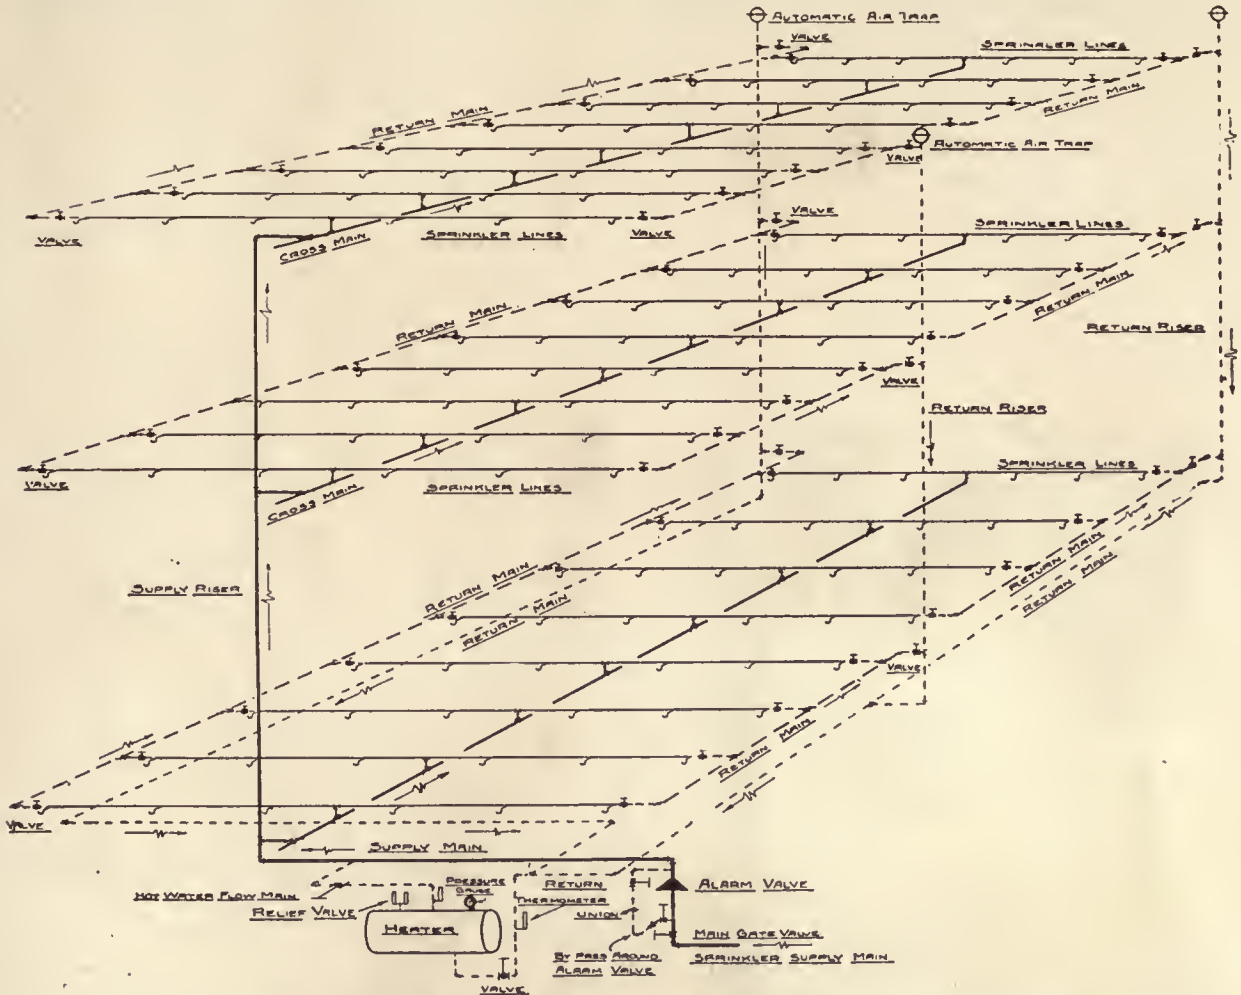 AUTOMATIC AIR TRAP
VALVE
SPRINKLER LINES
RETURN MAIN
RETURN MAIN
AUTOMATIC AIR TRAP
VALVE
VALVE
CROSS MAIN
SPRINKLER LINES
VALVE
VALVE
SPRINKLER LINES
RETURN MAIN
RETURN MAIN
RETURN RISER
VALVE
RETURN RISER
VALVE
CROSS MAIN
SPRINKLER LINES
SPRINKLER LINES
SUPPLY RISER
RETURN MAIN
RETURN MAIN
RETURN MAIN
RETURN MAIN
VALVE
RETURN MAIN
VALVE
SUPPLY MAIN
HOT WATER FLOW MAIN
RELIEF VALVE
PRESSURE
GAUGE
HEATER
RETURN
THERMOMETER
UNION
ALARM VALVE
BY PASS AROUND
ALARM VALVE
MAIN GATE VALVE
SPRINKLER SUPPLY MAIN
VALVE